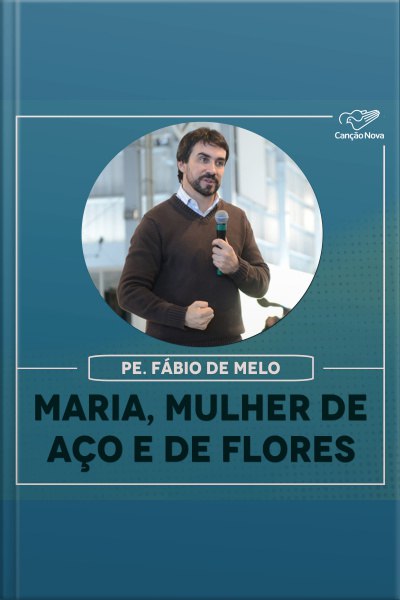 Canção Nova
PE. FÁBIO DE MELO
MARIA, MULHER DE
AÇO E DE FLORES